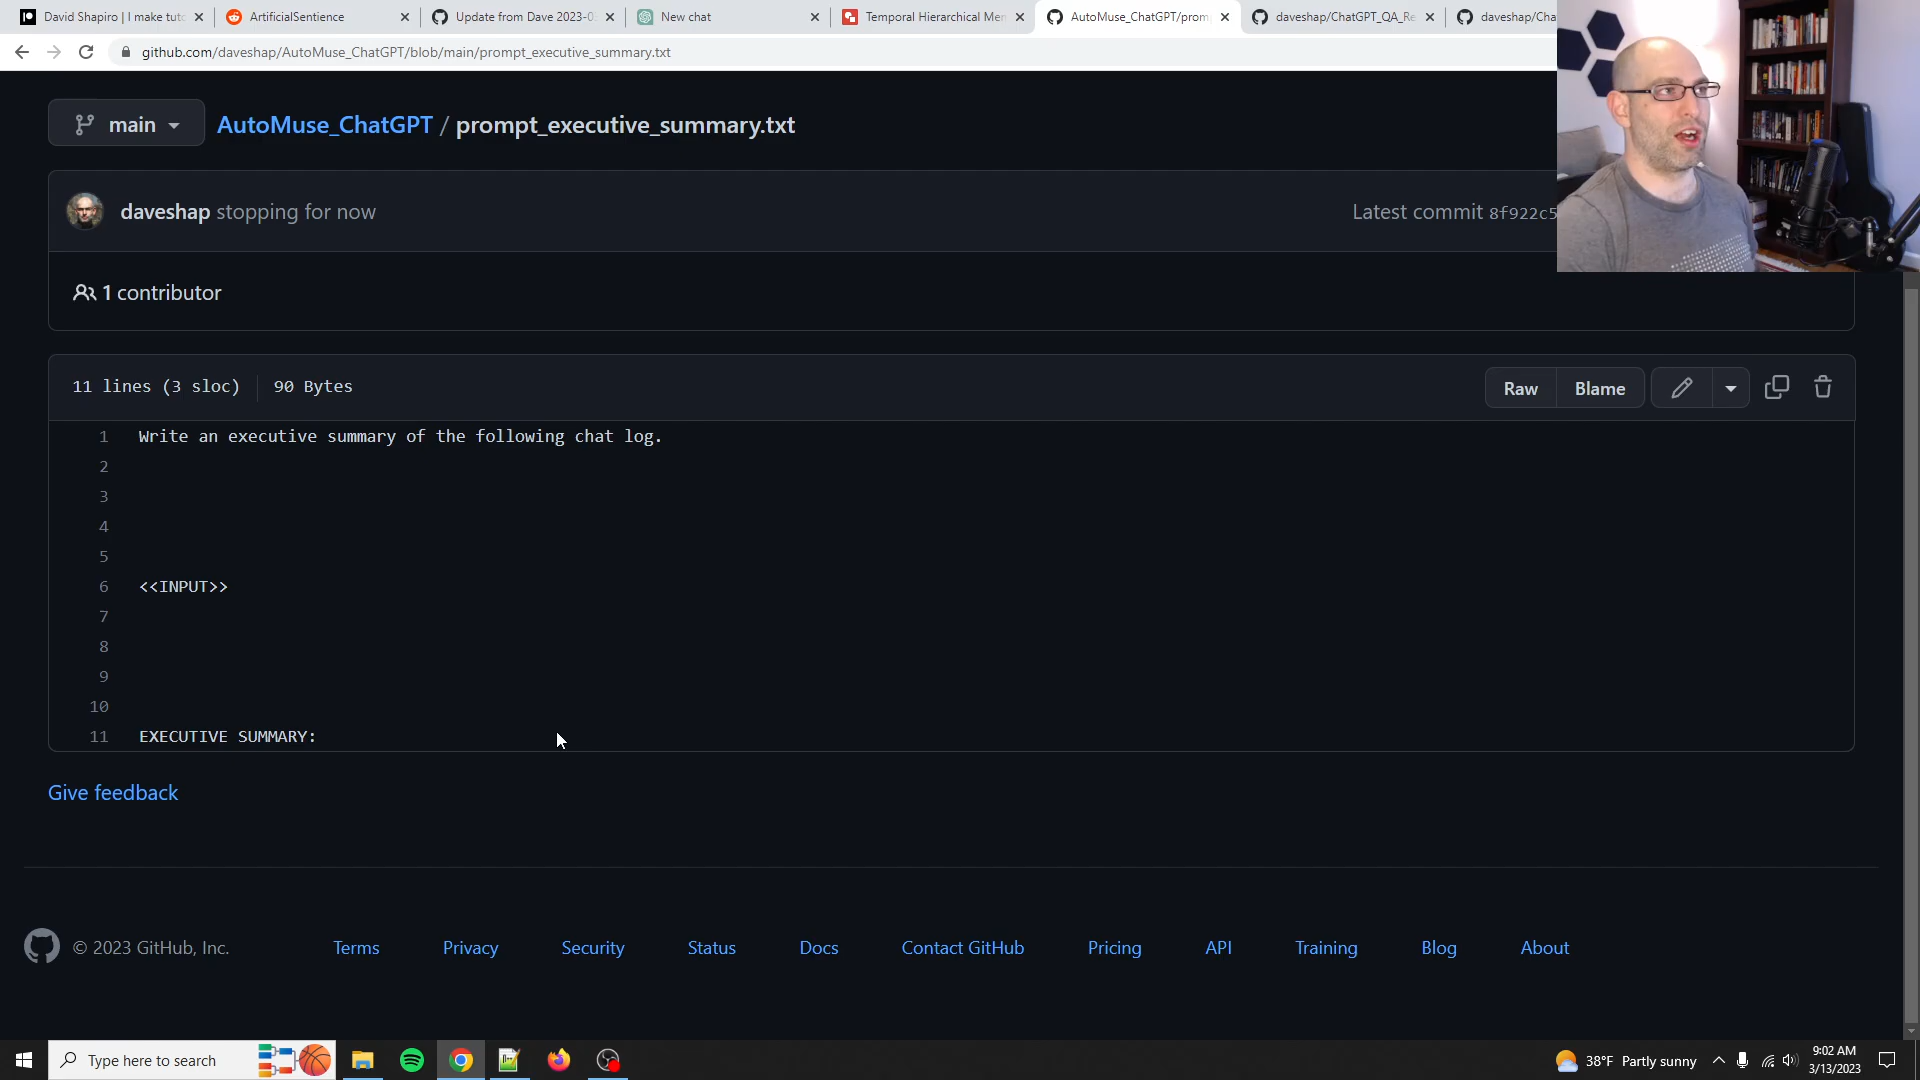 David Shapiro | I make tuto
ArtificialSentience
Update from Dave 2023-0
New chat
Temporal Hierarchical Mem
AutoMuse_ChatGPT/prom
daveshap/ChatGPT_QA_Re
daveshap/Cha
github.com/daveshap/AutoMuse_ChatGPT/blob/main/prompt_executive_summary.txt
main
AutoMuse_ChatGPT / prompt_executive_summary.txt
daveshap stopping for now
Latest commit 8f922c5
1 contributor
11 lines (3 sloc) 90 Bytes
Raw
Blame
1 Write an executive summary of the following chat log.
2
3
4
5
6 <<INPUT>>
7
8
9
10
11 EXECUTIVE SUMMARY:
Give feedback
© 2023 GitHub, Inc. Terms Privacy Security Status Docs Contact GitHub Pricing API Training Blog About
Type here to search
38°F Partly sunny
9:02 AM
3/13/2023